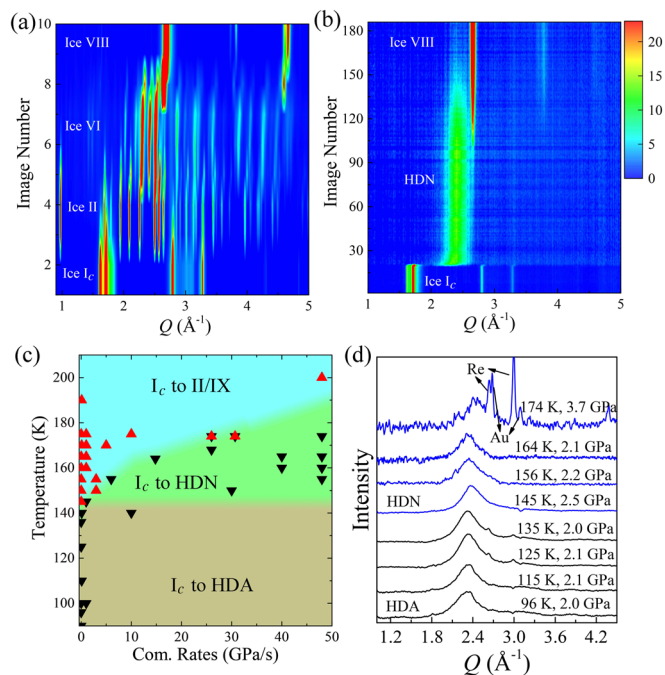 (a)
10
8
6
4
2
Image Number
Ice VIII
Ice VI
Ice II
Ice I_C
1 2 3 4 5
Q (Å⁻¹)
(b)
180
150
120
90
60
30
Image Number
Ice VIII
HDN
Ice I_C
1 2 3 4 5
Q (Å⁻¹)
20
15
10
5
0
(c)
200
180
160
140
120
100
Temperature (K)
I_c to II/IX
I_c to HDN
I_c to HDA
0 10 20 30 40 50
Com. Rates (GPa/s)
(d)
Intensity
Re
Au
174 K, 3.7 GPa
164 K, 2.1 GPa
156 K, 2.2 GPa
HDN
145 K, 2.5 GPa
135 K, 2.0 GPa
125 K, 2.1 GPa
115 K, 2.1 GPa
HDA
96 K, 2.0 GPa
1.2 1.8 2.4 3.0 3.6 4.2
Q (Å⁻¹)